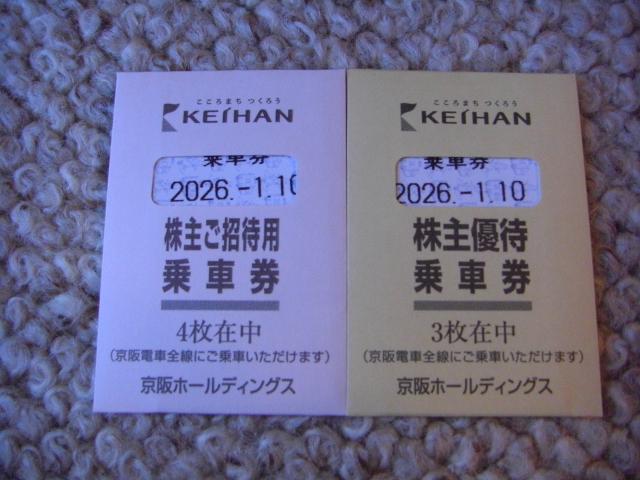 こころまち つくろう
KEIHAN
乗車券
2026.-1.10
株主ご招待用
乗車券
4枚在中
（京阪電車全線にご乗車いただけます）
京阪ホールディングス
こころまち つくろう
KEIHAN
乗車券
2026.-1.10
株主優待
乗車券
3枚在中
（京阪電車全線にご乗車いただけます）
京阪ホールディングス